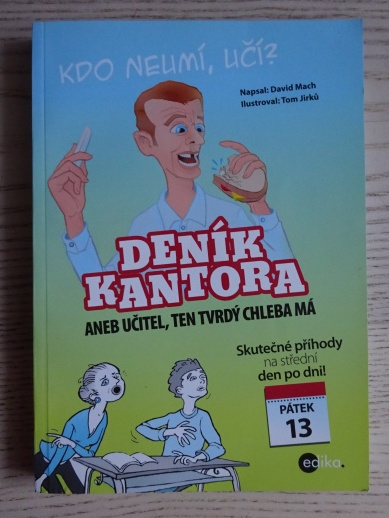 KDO NEUMÍ, UČÍ?
Napsal: David Mach
Ilustroval: Tom Jirků
DENÍK
KANTORA
ANEB UČITEL, TEN TVRDÝ CHLEBA MÁ
Skutečné příhody
na střední
den po dni!
PÁTEK
13
edika.